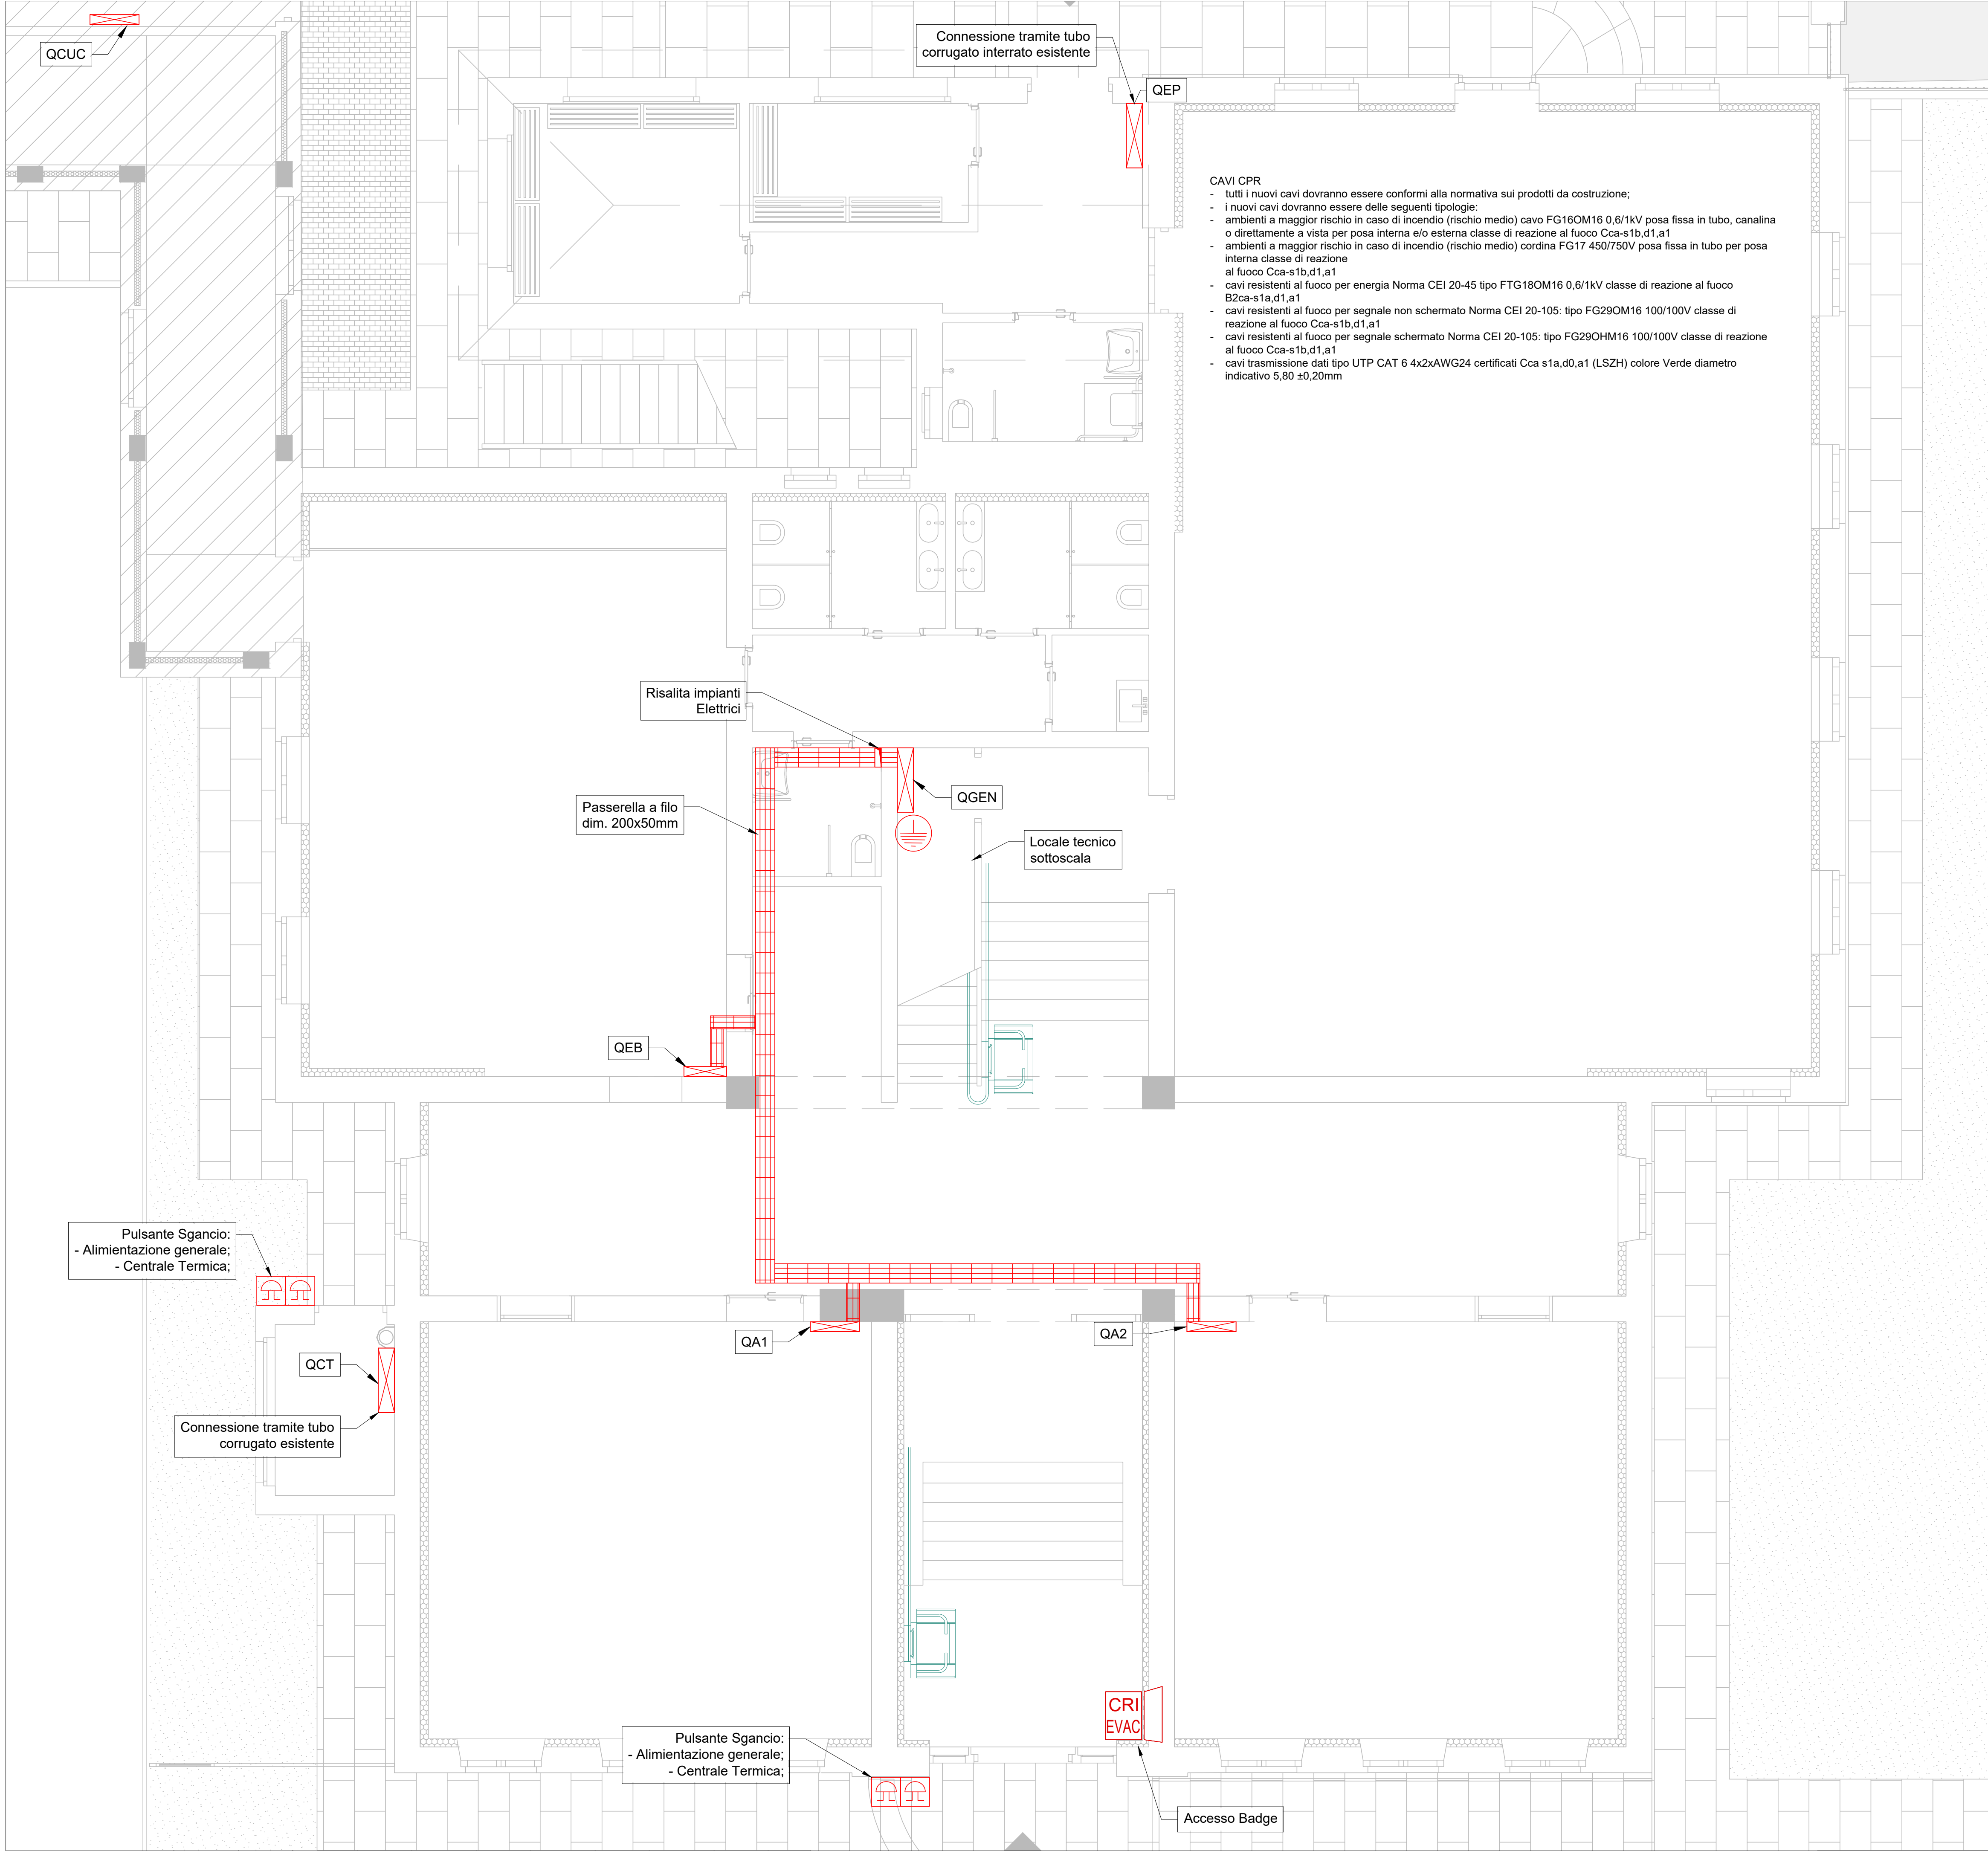 QCUC
Connessione tramite tubo
corrugato interrato esistente
QEP
CAVI CPR
- tutti i nuovi cavi dovranno essere conformi alla normativa sui prodotti da costruzione;
- i nuovi cavi dovranno essere delle seguenti tipologie:
- ambienti a maggior rischio in caso di incendio (rischio medio) cavo FG16OM16 0,6/1kV posa fissa in tubo, canalina
o direttamente a vista per posa interna e/o esterna classe di reazione al fuoco Cca-s1b,d1,a1
- ambienti a maggior rischio in caso di incendio (rischio medio) cordina FG17 450/750V posa fissa in tubo per posa
interna classe di reazione
al fuoco Cca-s1b,d1,a1
- cavi resistenti al fuoco per energia Norma CEI 20-45 tipo FTG18OM16 0,6/1kV classe di reazione al fuoco
B2ca-s1a,d1,a1
- cavi resistenti al fuoco per segnale non schermato Norma CEI 20-105: tipo FG29OM16 100/100V classe di
reazione al fuoco Cca-s1b,d1,a1
- cavi resistenti al fuoco per segnale schermato Norma CEI 20-105: tipo FG29OHM16 100/100V classe di reazione
al fuoco Cca-s1b,d1,a1
- cavi trasmissione dati tipo UTP CAT 6 4x2xAWG24 certificati Cca s1a,d0,a1 (LSZH) colore Verde diametro
indicativo 5,80 ±0,20mm
Risalita impianti
Elettrici
Passerella a filo
dim. 200x50mm
QGEN
Locale tecnico
sottoscala
QEB
Pulsante Sgancio:
- Alimientazione generale;
- Centrale Termica;
QA1
QA2
QCT
Connessione tramite tubo
corrugato esistente
CRI
EVAC
Pulsante Sgancio:
- Alimientazione generale;
- Centrale Termica;
Accesso Badge